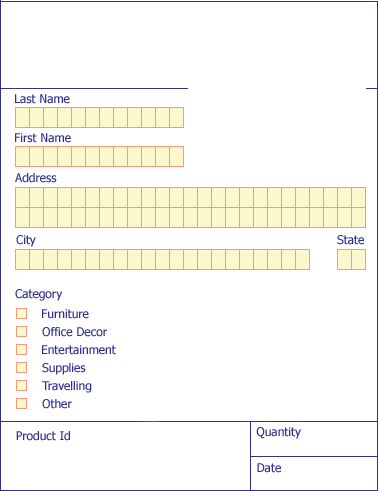 Last Name
First Name
Address
City State
Category
Furniture
Office Decor
Entertainment
Supplies
Travelling
Other
Product Id
Quantity
Date